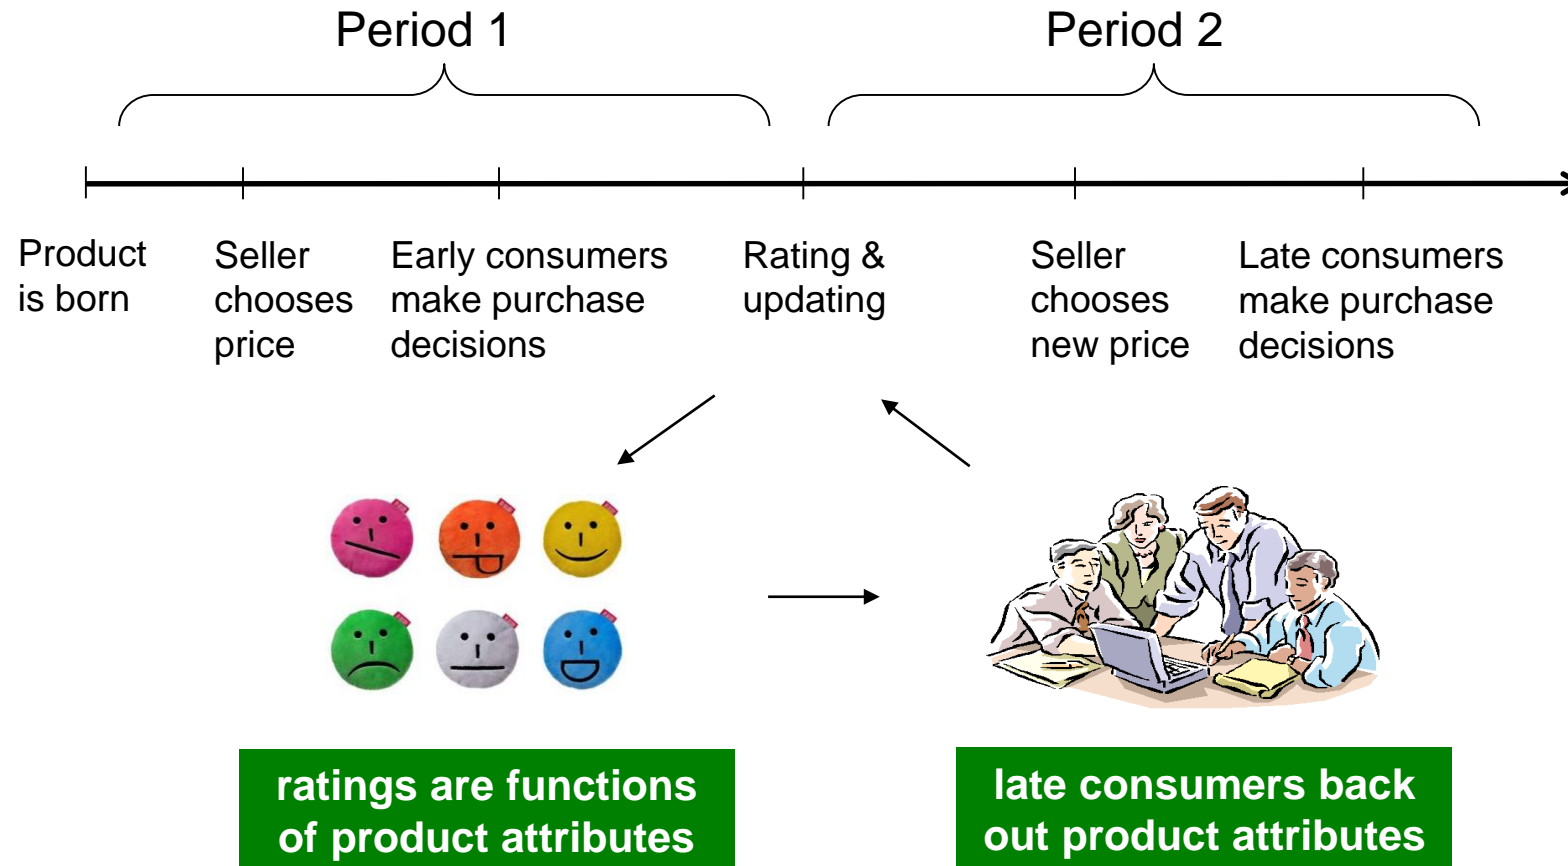 Period 1
Period 2
Product
is born
Seller
chooses
price
Early consumers
make purchase
decisions
Rating &
updating
Seller
chooses
new price
Late consumers
make purchase
decisions
ratings are functions
of product attributes
late consumers back
out product attributes